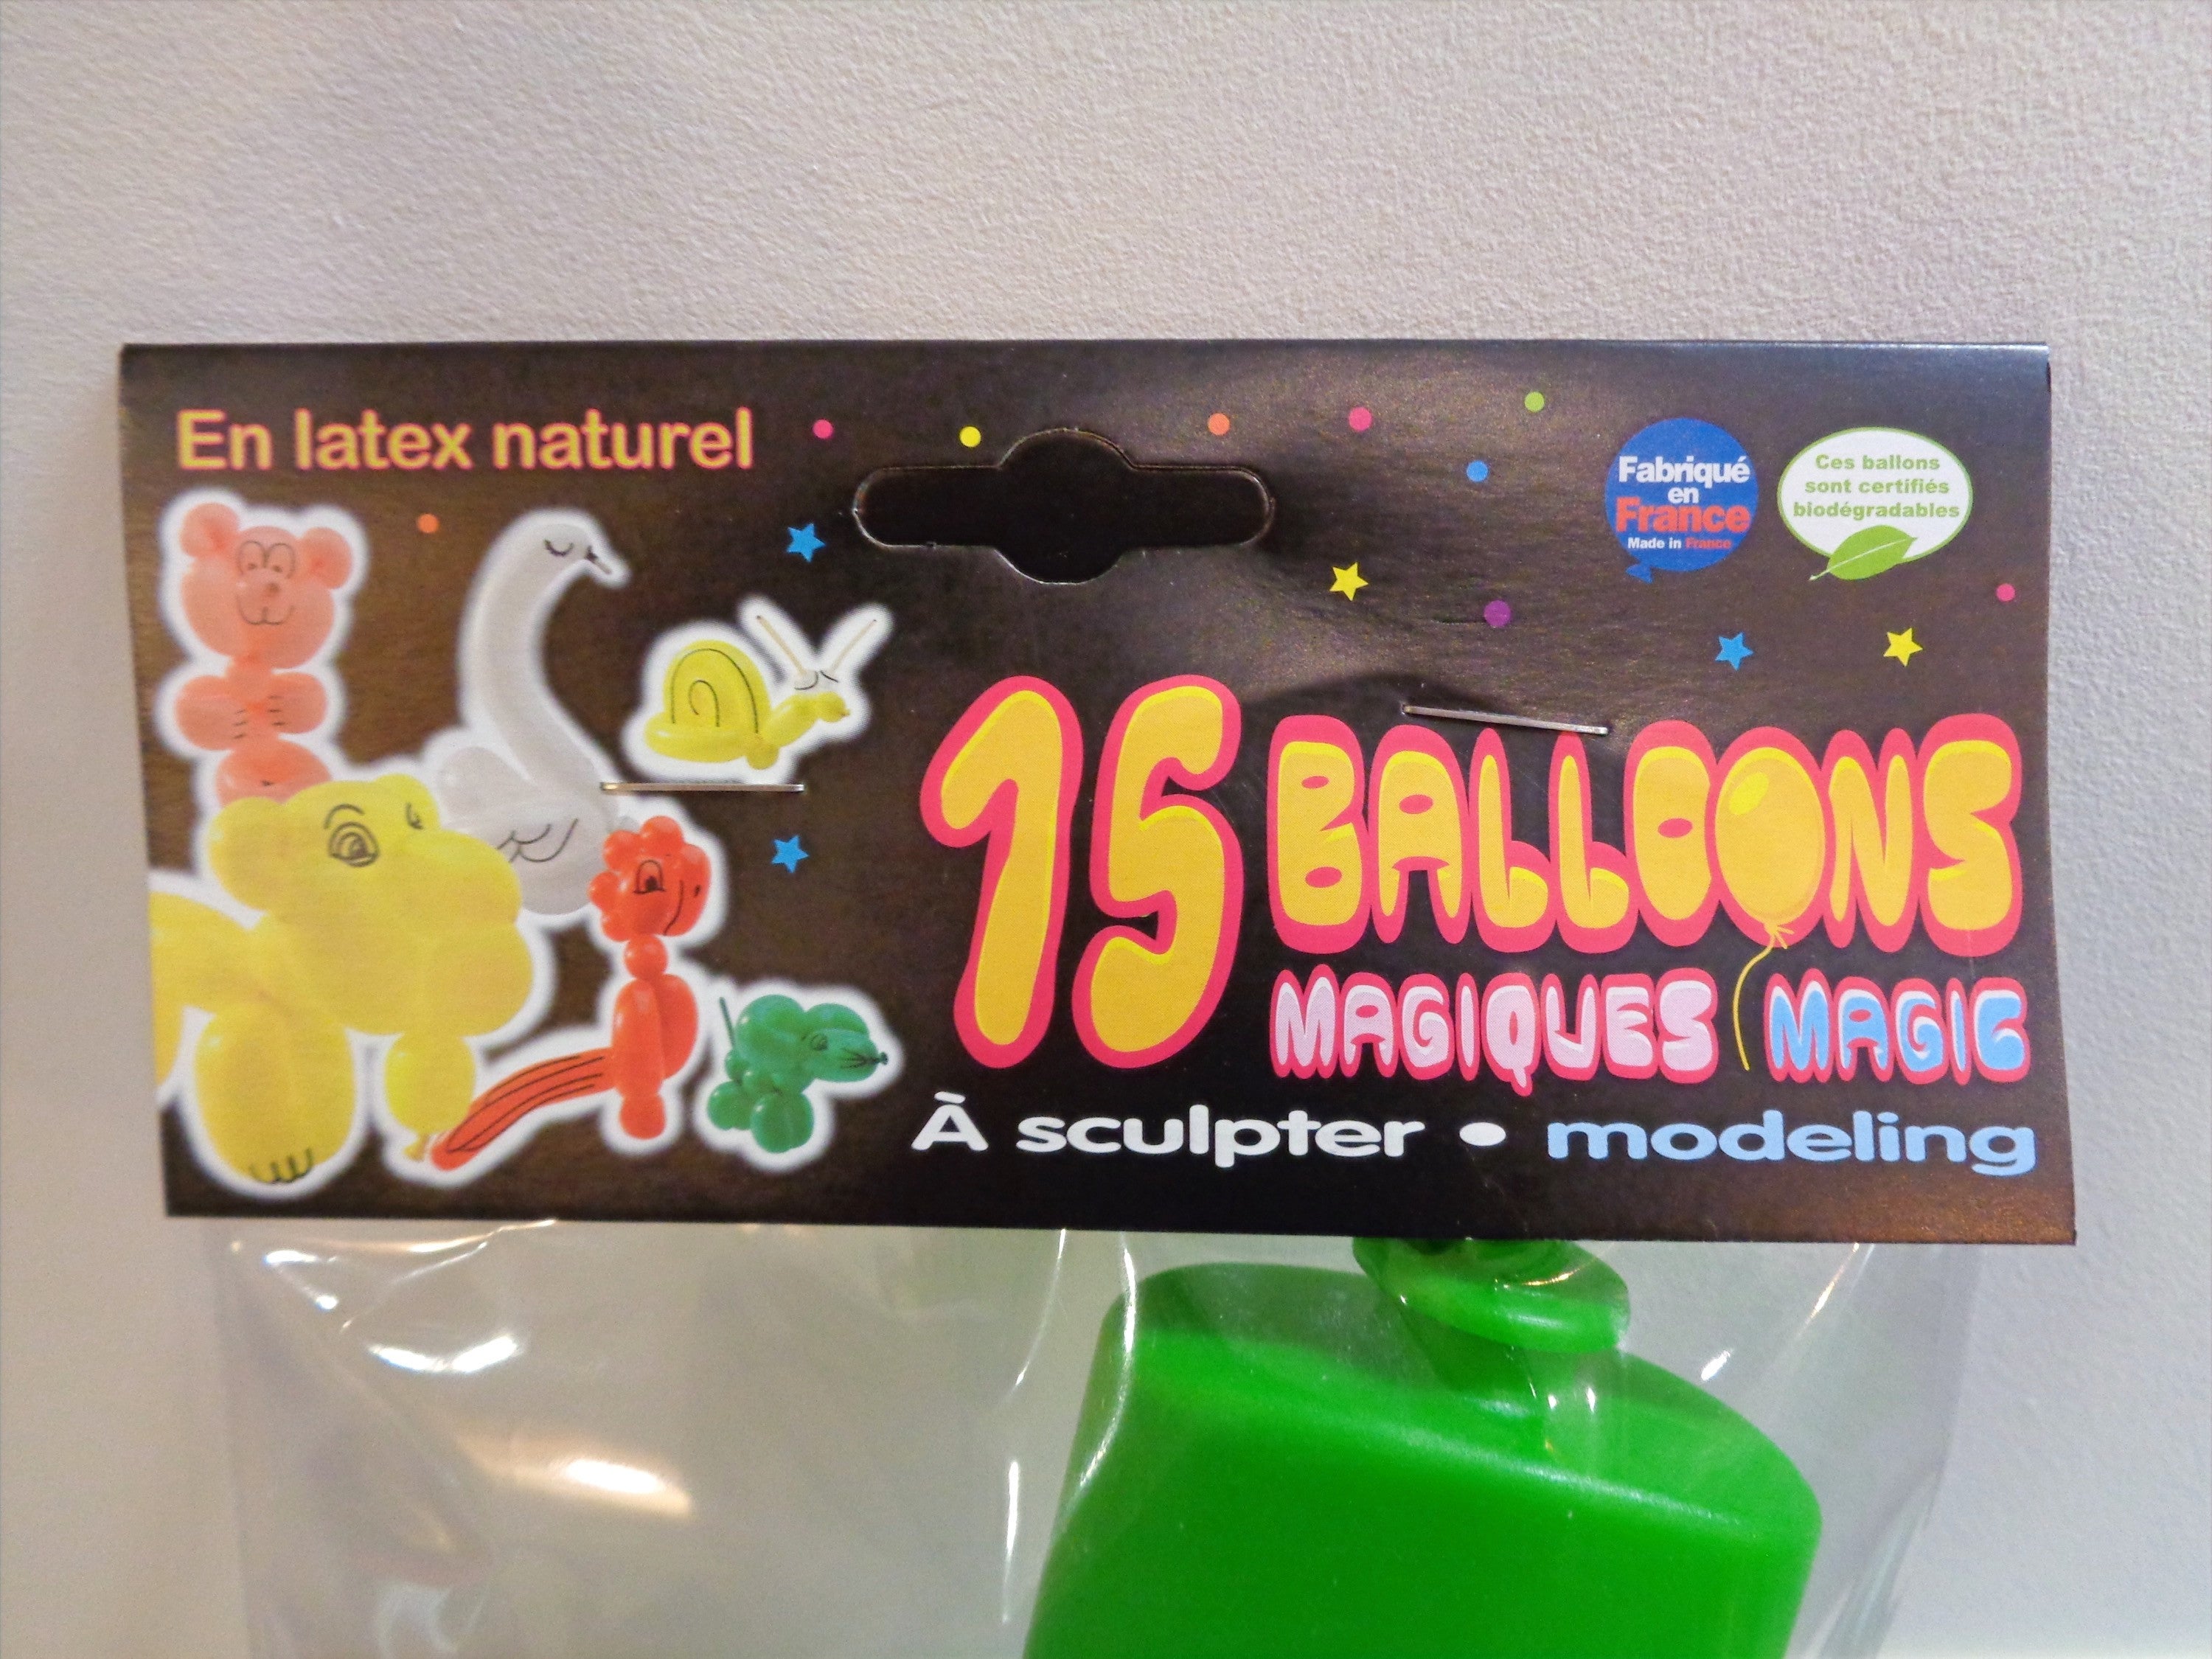 En latex naturel
Fabriqué
en
France
Made in France
Ces ballons
sont certifiés
biodégradables
15 BALLOONS
MAGIQUES MAGIC
À sculpter • modeling